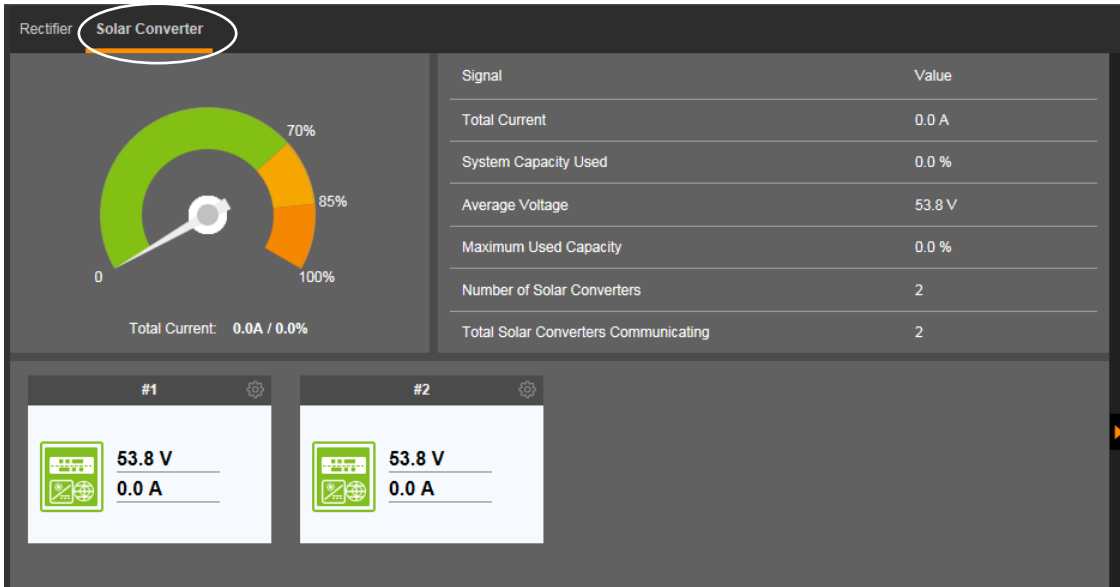 Rectifier Solar Converter
70%
85%
0
100%
Total Current: 0.0A / 0.0%
Signal Value
Total Current 0.0 A
System Capacity Used 0.0 %
Average Voltage 53.8 V
Maximum Used Capacity 0.0 %
Number of Solar Converters 2
Total Solar Converters Communicating 2
#1
53.8 V
0.0 A
#2
53.8 V
0.0 A